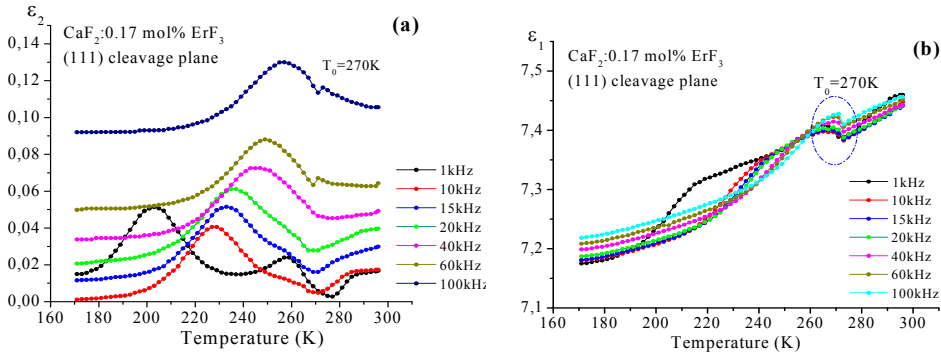 ε₂
0,14
0,12
0,10
0,08
0,06
0,04
0,02
0,00
CaF₂:0.17 mol% ErF₃
(111) cleavage plane
(a)
T₀=270K
1kHz
10kHz
15kHz
20kHz
40kHz
60kHz
100kHz
160 180 200 220 240 260 280 300
Temperature (K)
ε₁
7,5
7,4
7,3
7,2
7,1
CaF₂:0.17 mol% ErF₃
(111) cleavage plane
(b)
T₀=270K
1kHz
10kHz
15kHz
20kHz
40kHz
60kHz
100kHz
160 180 200 220 240 260 280 300
Temperature (K)